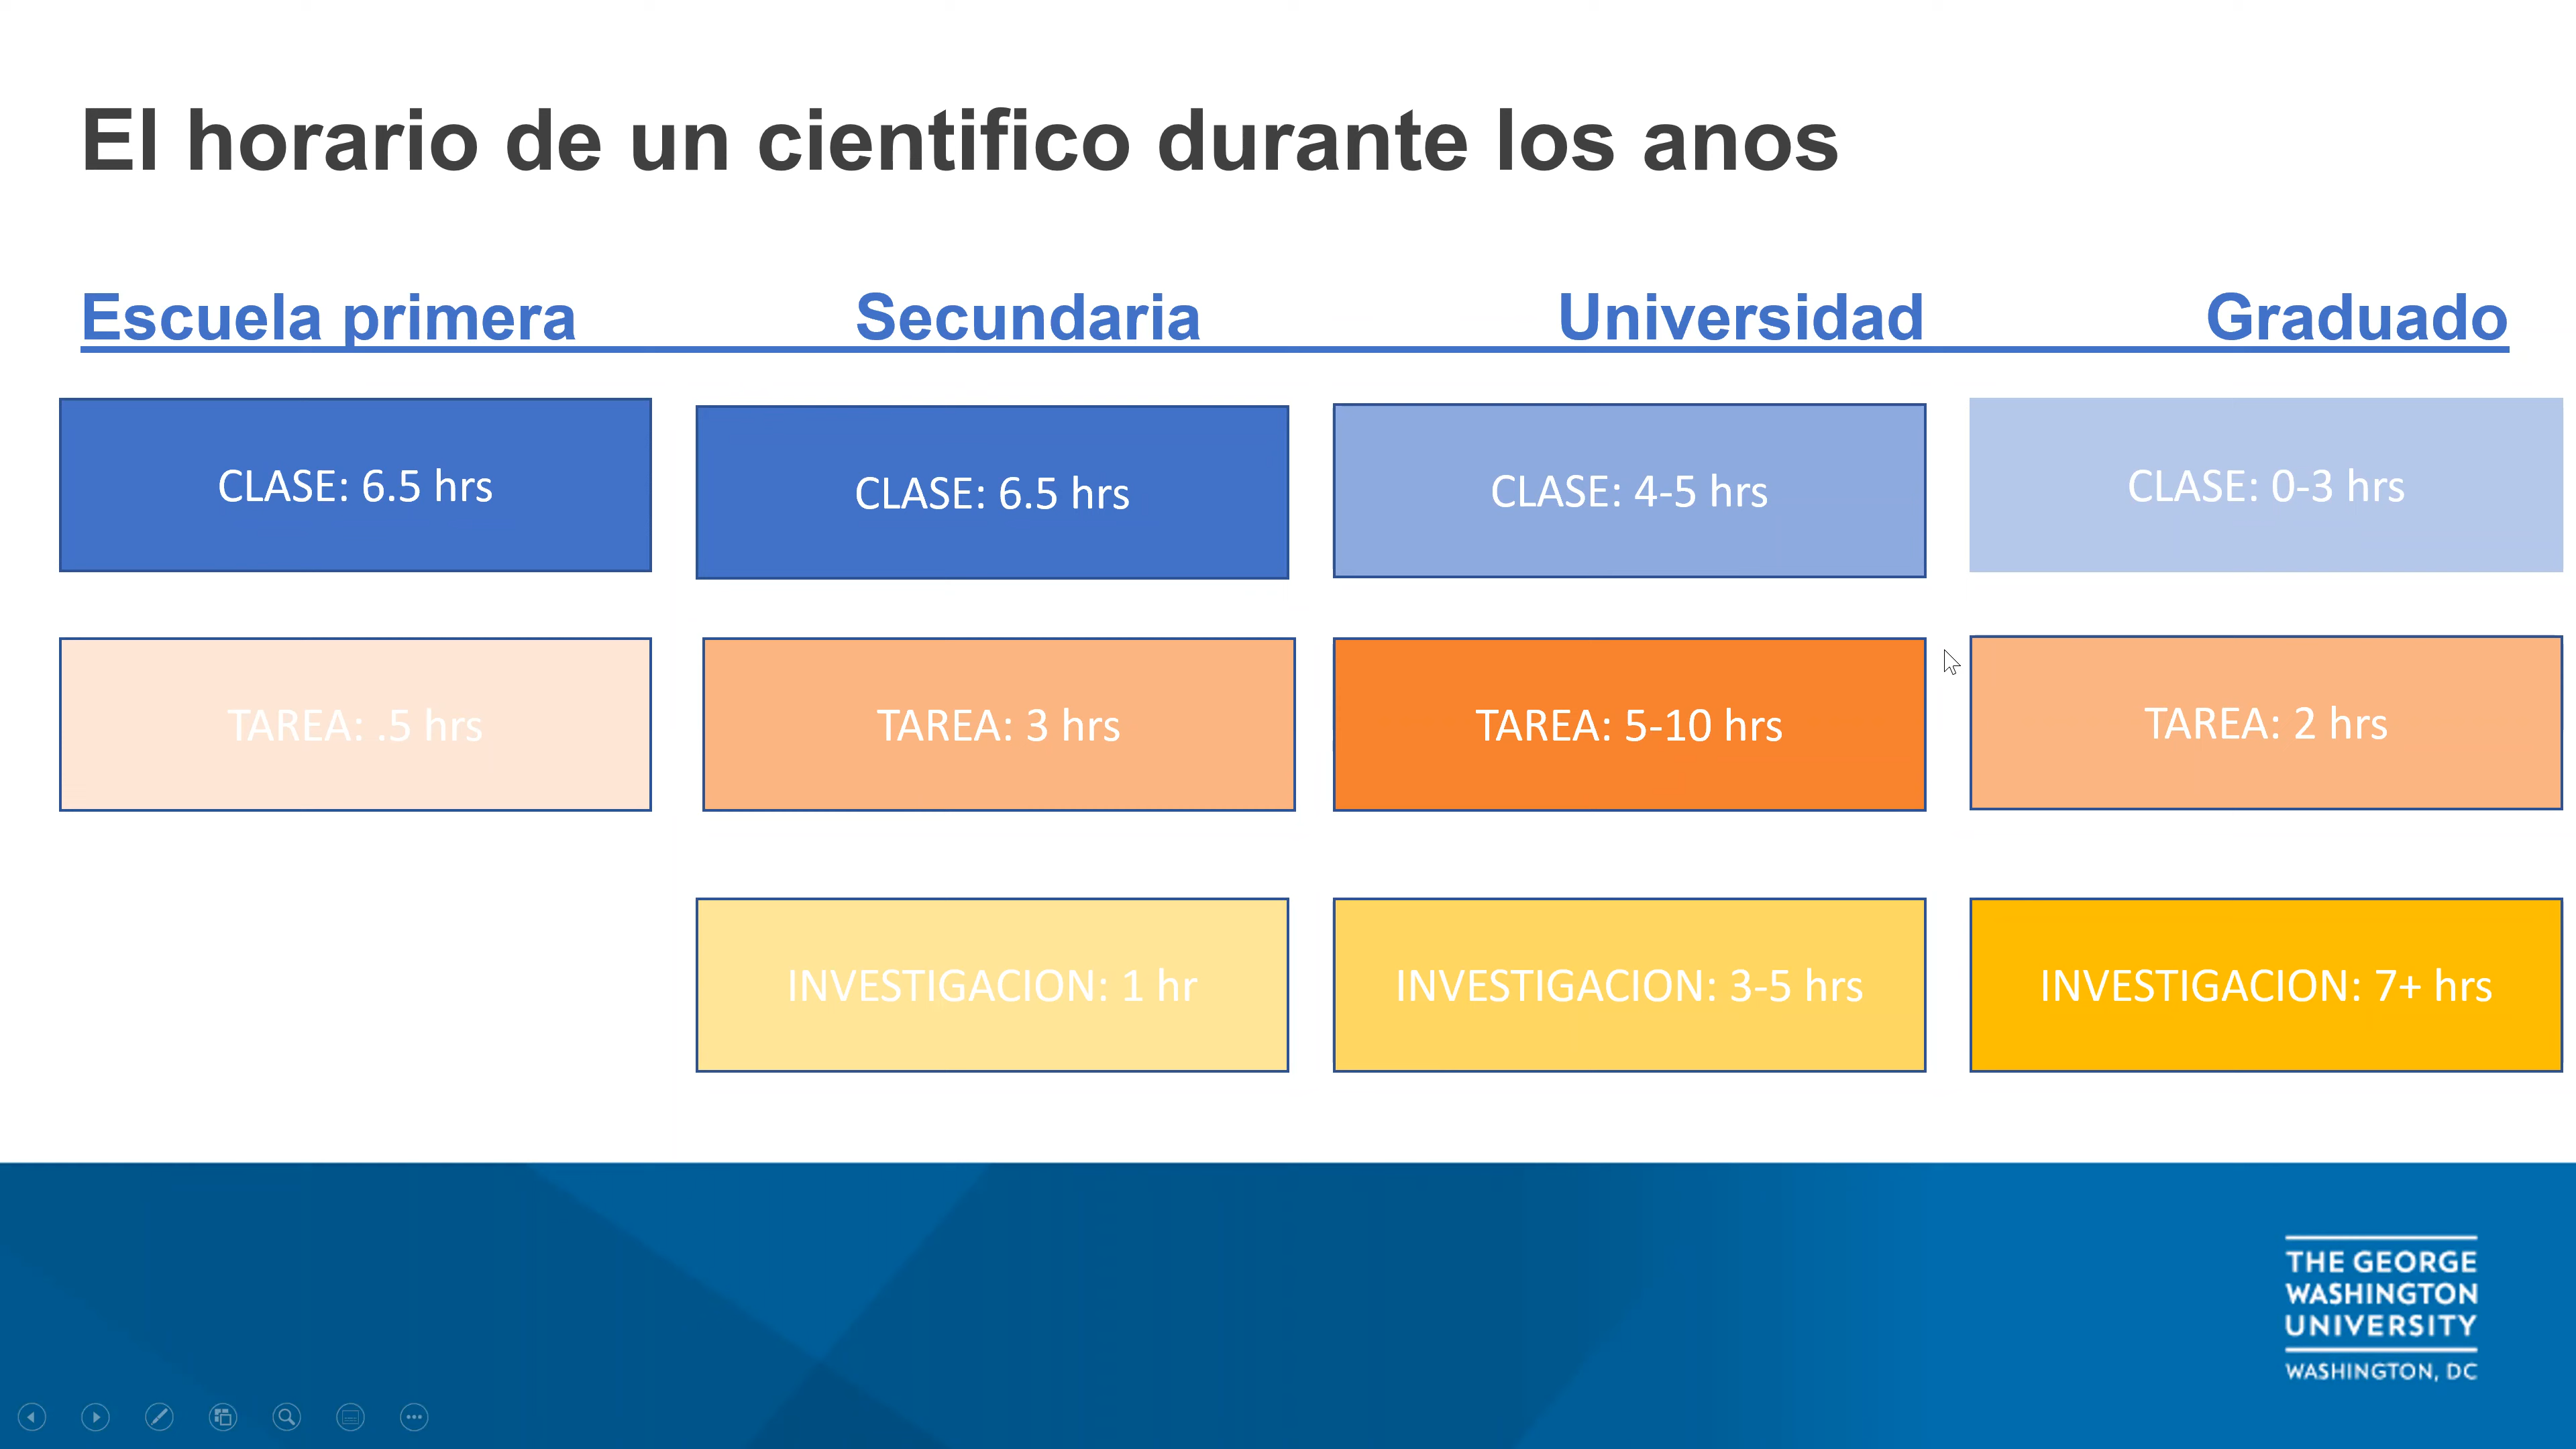 El horario de un cientifico durante los anos
Escuela primera Secundaria Universidad Graduado
CLASE: 6.5 hrs CLASE: 6.5 hrs CLASE: 4-5 hrs CLASE: 0-3 hrs
TAREA: .5 hrs TAREA: 3 hrs TAREA: 5-10 hrs TAREA: 2 hrs
INVESTIGACION: 1 hr INVESTIGACION: 3-5 hrs INVESTIGACION: 7+ hrs
THE GEORGE
WASHINGTON
UNIVERSITY
WASHINGTON, DC